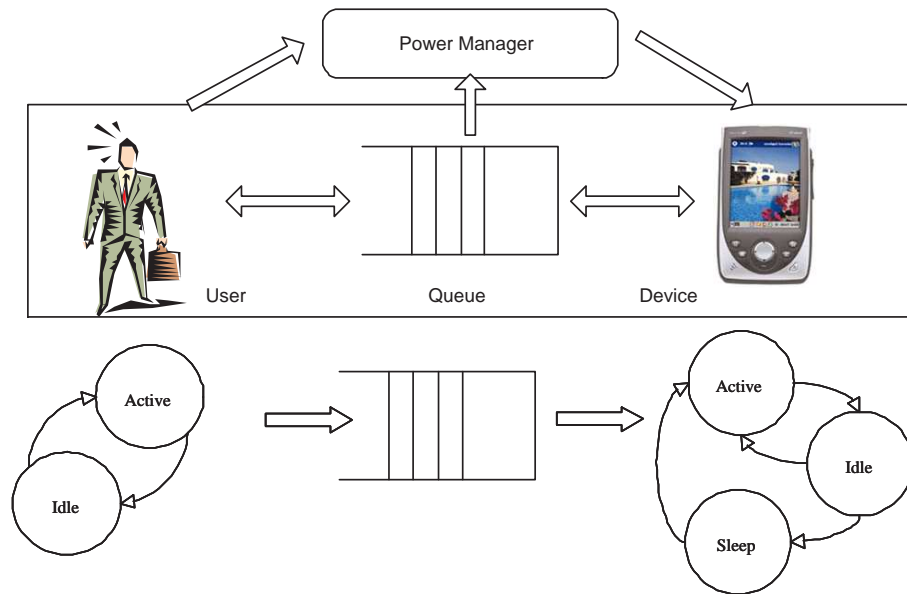 Power Manager
User
Queue
Device
Active
Idle
Active
Idle
Sleep